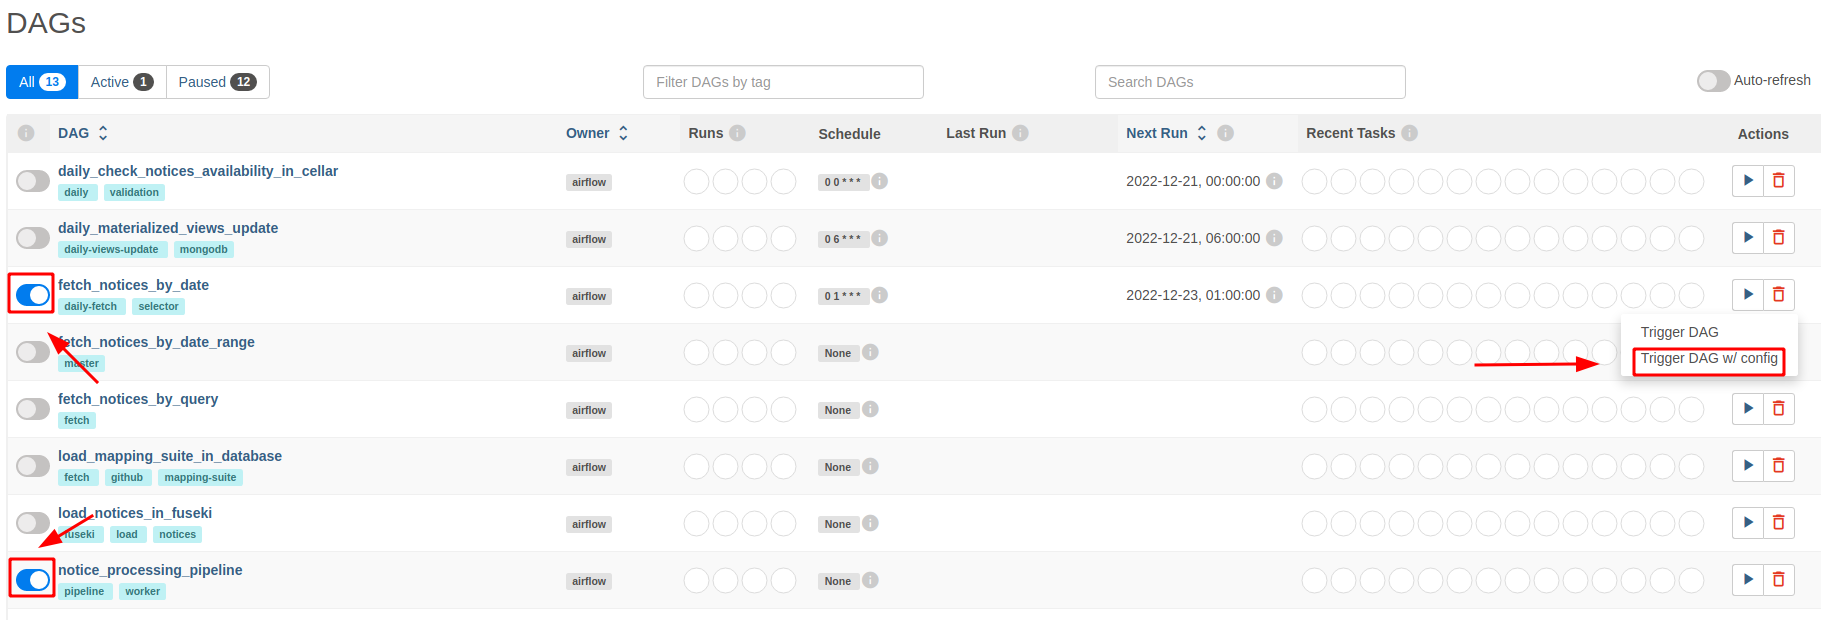 DAGs
All 13 Active 1 Paused 12 Filter DAGs by tag Search DAGs Auto-refresh
DAG Owner Runs Schedule Last Run Next Run Recent Tasks Actions
daily_check_notices_availability_in_cellar
daily validation airflow 0 0 * * * 2022-12-21, 00:00:00
daily_materialized_views_update
daily-views-update mongodb airflow 0 6 * * * 2022-12-21, 06:00:00
fetch_notices_by_date
daily-fetch selector airflow 0 1 * * * 2022-12-23, 01:00:00
Trigger DAG
Trigger DAG w/ config
fetch_notices_by_date_range
master airflow None
fetch_notices_by_query
fetch airflow None
load_mapping_suite_in_database
fetch github mapping-suite airflow None
load_notices_in_fuseki
fuseki load notices airflow None
notice_processing_pipeline
pipeline worker airflow None